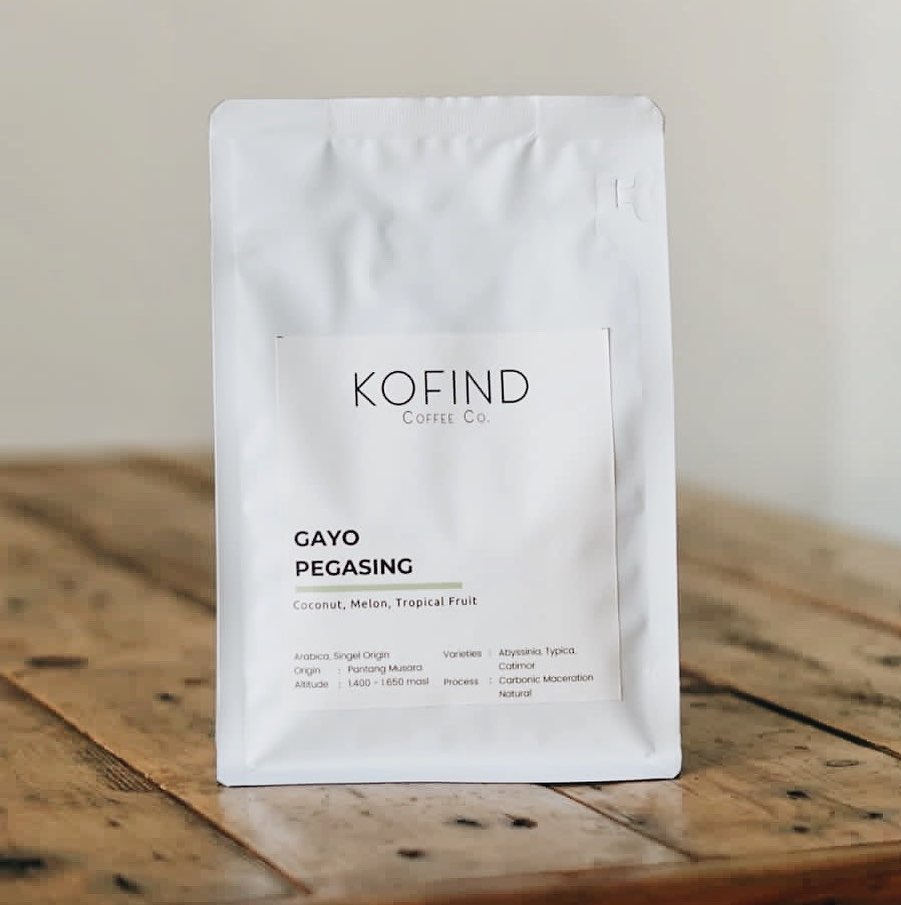 KOFIND
COFFEE CO.
GAYO
PEGASING
Coconut, Melon, Tropical Fruit
Arabica, Singel Origin
Origin : Pantang Musara
Altitude : 1.400 - 1.650 masl
Varieties : Abyssinia, Typica,
Catimor
Process : Carbonic Maceration
Natural